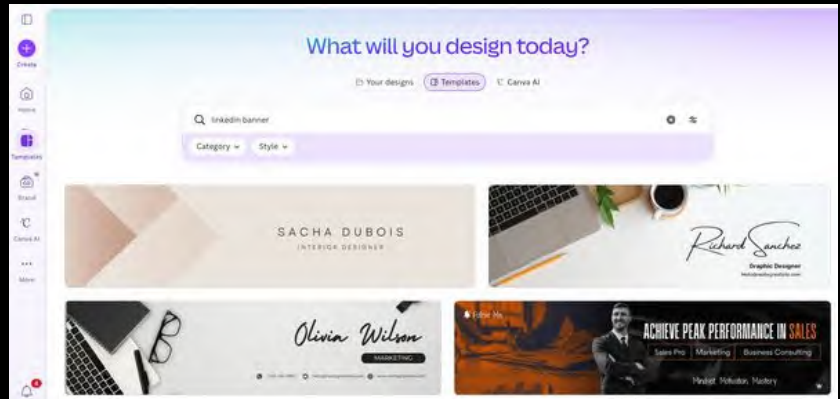 What will you design today?
Your designs
Templates
Canva AI
linkedin banner
Category
Style
Create
Home
Templates
Brand
Canva AI
More
4
SACHA DUBOIS
INTERIOR DESIGNER
Richard Sanchez
Graphic Designer
Olivia Wilson
MARKETING
Follow Me
ACHIEVE PEAK PERFORMANCE IN SALES
Sales Pro
Marketing
Business Consulting
Mindset, Motivation, Mastery